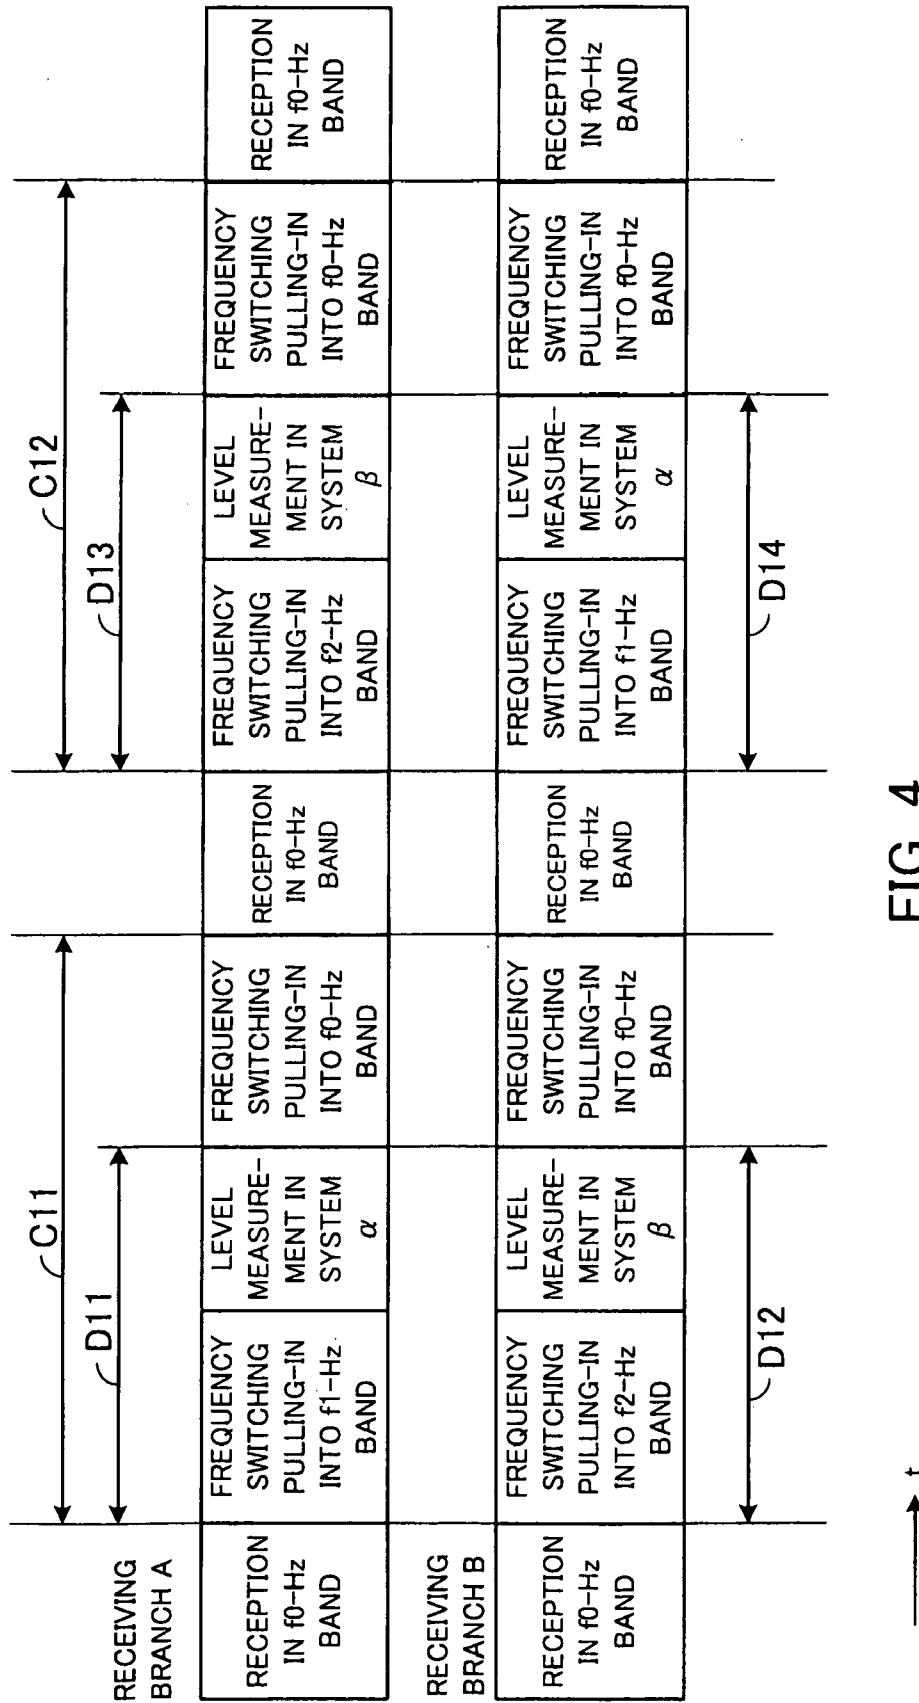 C11
C12
D11
D13
RECEIVING
BRANCH A
RECEPTION
IN f0-Hz
BAND
FREQUENCY
SWITCHING
PULLING-IN
INTO f1-Hz
BAND
LEVEL
MEASURE-
MENT IN
SYSTEM
α
FREQUENCY
SWITCHING
PULLING-IN
INTO f0-Hz
BAND
RECEPTION
IN f0-Hz
BAND
FREQUENCY
SWITCHING
PULLING-IN
INTO f2-Hz
BAND
LEVEL
MEASURE-
MENT IN
SYSTEM
β
FREQUENCY
SWITCHING
PULLING-IN
INTO f0-Hz
BAND
RECEPTION
IN f0-Hz
BAND
RECEIVING
BRANCH B
RECEPTION
IN f0-Hz
BAND
FREQUENCY
SWITCHING
PULLING-IN
INTO f2-Hz
BAND
LEVEL
MEASURE-
MENT IN
SYSTEM
β
FREQUENCY
SWITCHING
PULLING-IN
INTO f0-Hz
BAND
RECEPTION
IN f0-Hz
BAND
FREQUENCY
SWITCHING
PULLING-IN
INTO f1-Hz
BAND
LEVEL
MEASURE-
MENT IN
SYSTEM
α
FREQUENCY
SWITCHING
PULLING-IN
INTO f0-Hz
BAND
RECEPTION
IN f0-Hz
BAND
D12
D14
t
FIG. 4